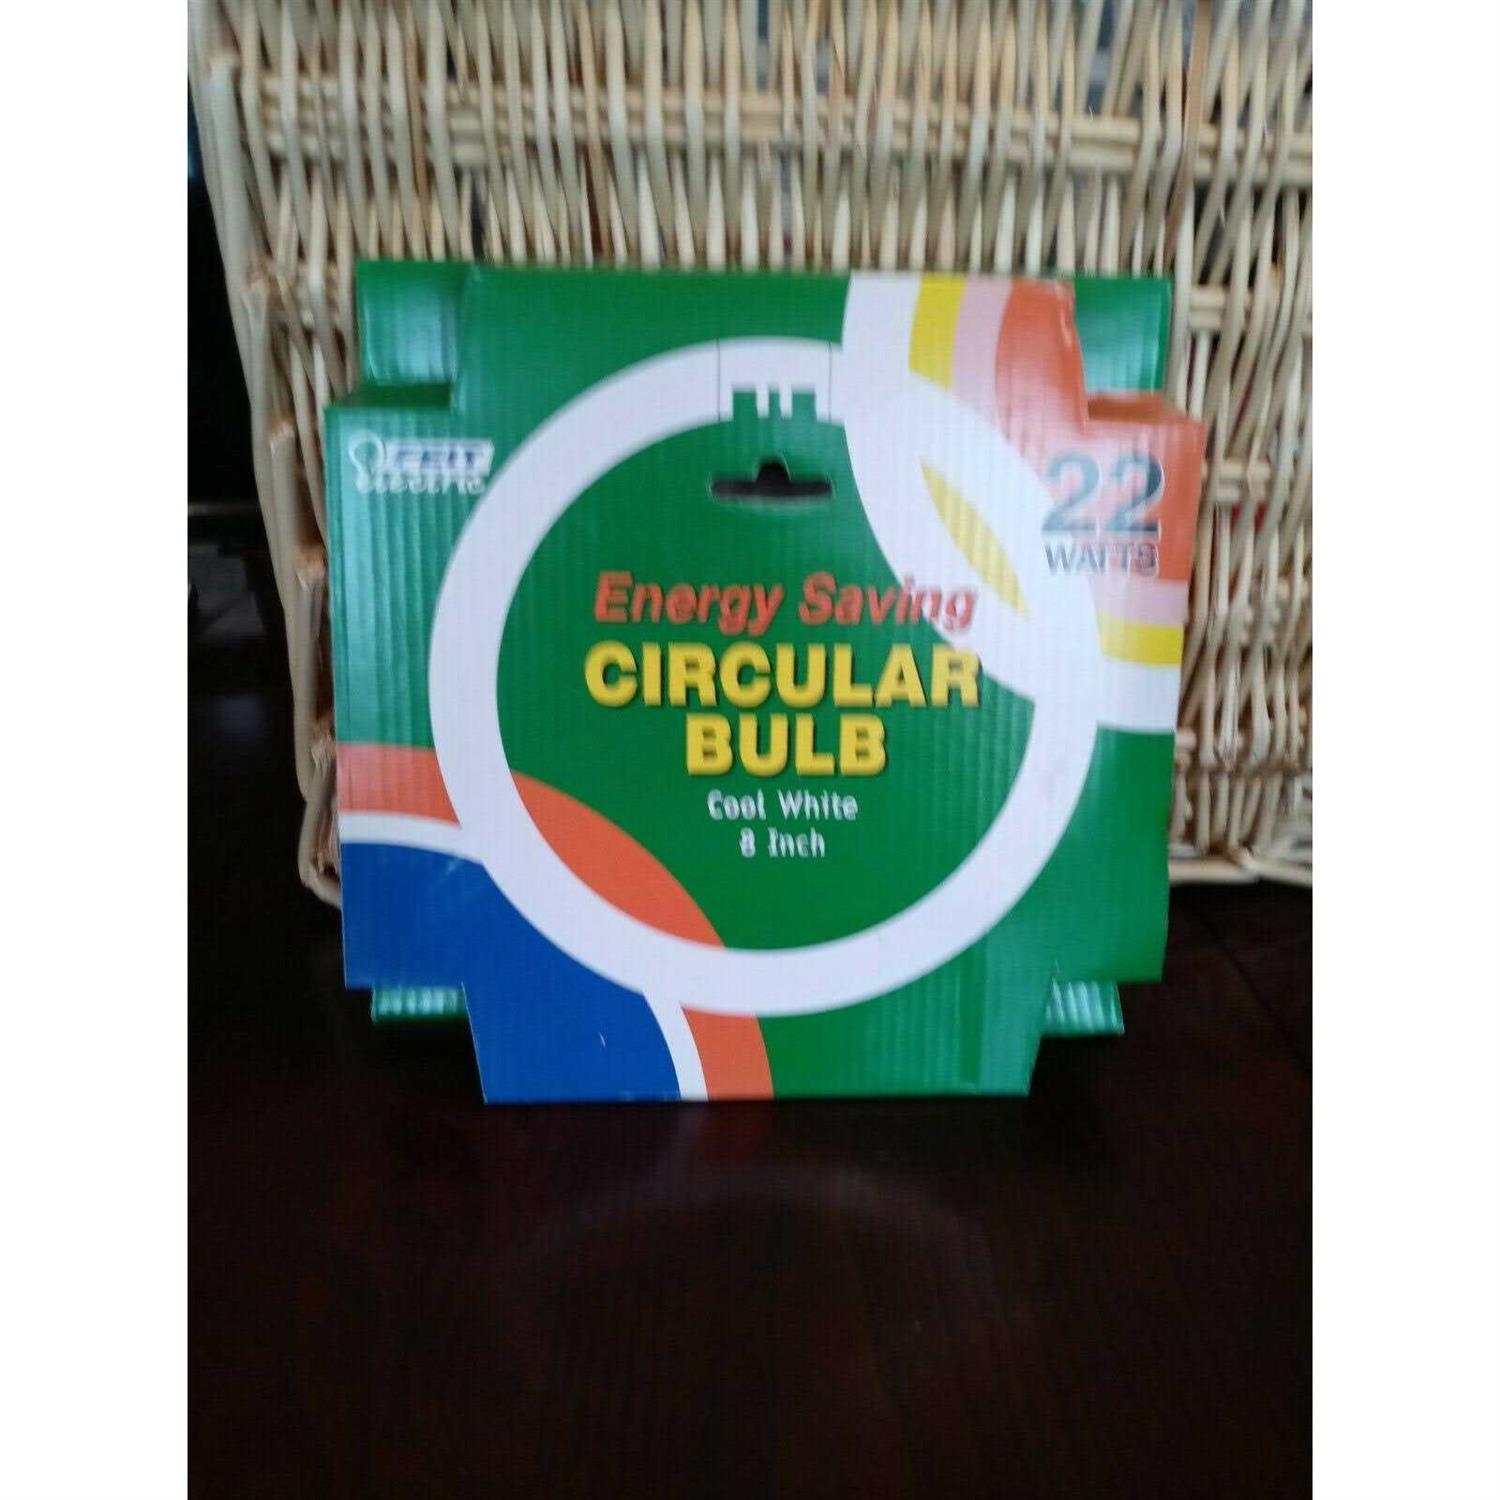 FEIT
electric
22
WATTS
Energy Saving
CIRCULAR
BULB
Cool White
8 Inch